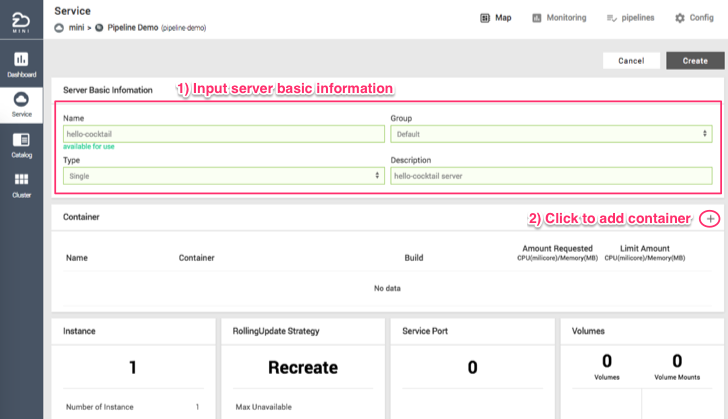 Service
mini > Pipeline Demo (pipeline-demo)
Map
Monitoring
pipelines
Config
MINI
Dashboard
Service
Catalog
Cluster
Cancel
Create
Server Basic Infomation
1) Input server basic information
Name
Group
hello-cocktail
Default
available for use
Type
Description
Single
hello-cocktail server
Container
2) Click to add container
+
Name
Container
Build
Amount Requested
CPU(milicore)/Memory(MB)
Limit Amount
CPU(milicore)/Memory(MB)
No data
Instance
RollingUpdate Strategy
Service Port
Volumes
1
Recreate
0
0
0
Volumes
Volume Mounts
Number of Instance
1
Max Unavailable